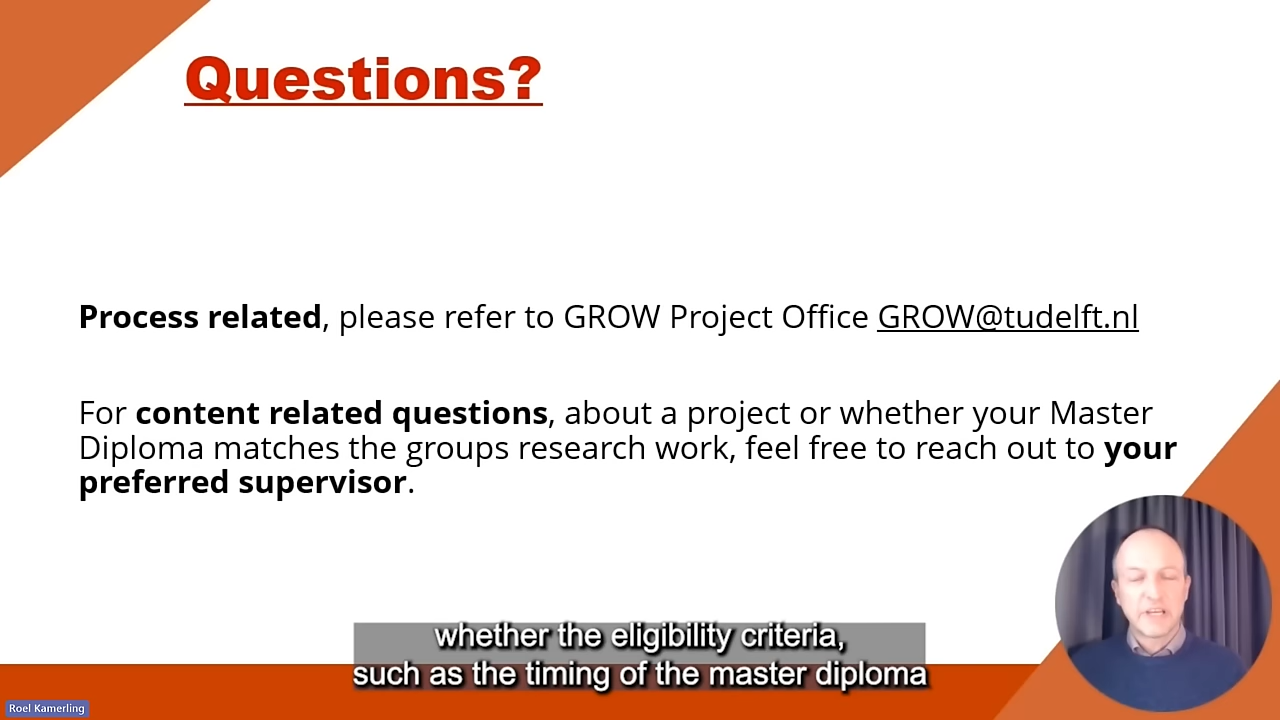 Questions?
Process related, please refer to GROW Project Office GROW@tudelft.nl
For content related questions, about a project or whether your Master
Diploma matches the groups research work, feel free to reach out to your
preferred supervisor.
whether the eligibility criteria,
such as the timing of the master diploma
Roel Kamerling